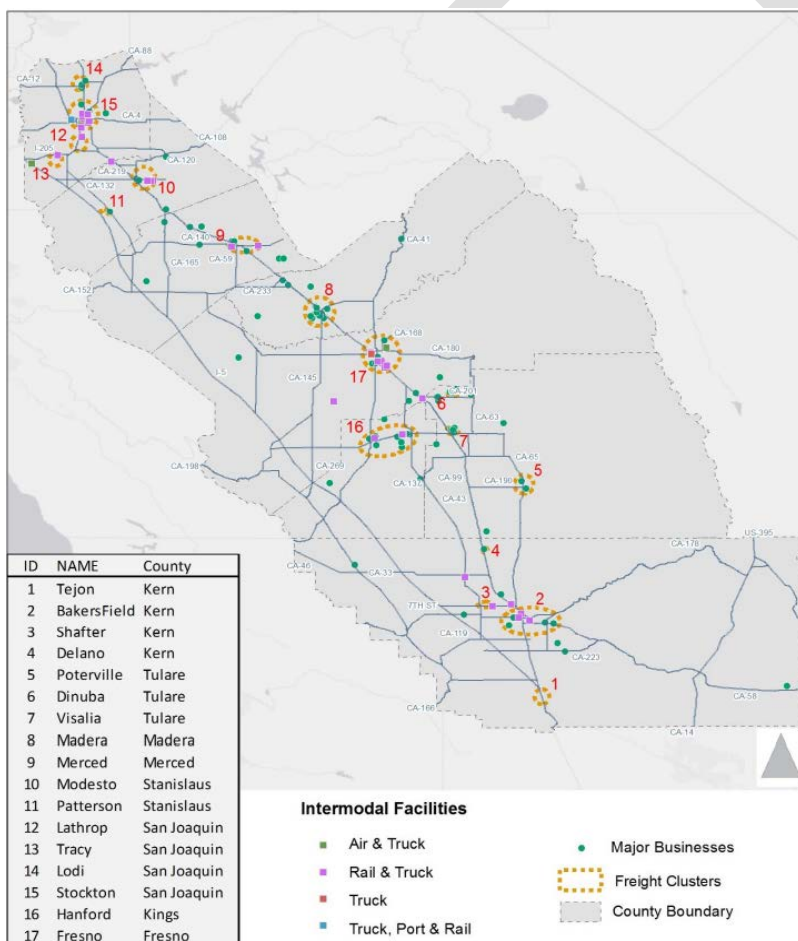 CA-88
14
CA-12
15
CA-4
12
CA-108
I-205
CA-120
13
CA-219
CA-132
10
11
CA-140
9
CA-41
CA-165
CA-59
CA-152
CA-233
8
CA-168
CA-180
I-5
CA-145
17
CA-201
6
CA-63
16
7
CA-198
CA-65
5
CA-269
CA-190
CA-99
CA-43
US-395
CA-178
4
CA-46
CA-33
3
2
7TH ST
CA-119
CA-223
1
CA-58
CA-166
CA-14
ID NAME County
1 Tejon Kern
2 BakersField Kern
3 Shafter Kern
4 Delano Kern
5 Poterville Tulare
6 Dinuba Tulare
7 Visalia Tulare
8 Madera Madera
9 Merced Merced
10 Modesto Stanislaus
11 Patterson Stanislaus
12 Lathrop San Joaquin
13 Tracy San Joaquin
14 Lodi San Joaquin
15 Stockton San Joaquin
16 Hanford Kings
17 Fresno Fresno
Intermodal Facilities
Air & Truck
Rail & Truck
Truck
Truck, Port & Rail
Major Businesses
Freight Clusters
County Boundary